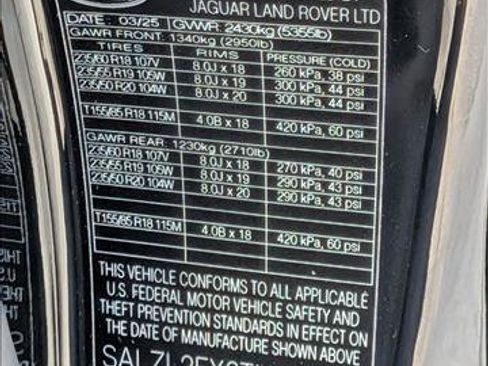 JAGUAR LAND ROVER LTD
DATE: 03/25 GVWR: 2430kg (5355lb)
GAWR FRONT: 1340kg (2950lb)
TIRES RIMS PRESSURE (COLD)
235/60 R18 107V 8.0J x 18 260 kPa, 38 psi
235/55 R19 105W 8.0J x 19 300 kPa, 44 psi
235/50 R20 104W 8.0J x 20 300 kPa, 44 psi
T155/85 R18 115M 4.0B x 18 420 kPa, 60 psi
GAWR REAR: 1230kg (2710lb)
235/60 R18 107V 8.0J x 18 270 kPa, 40 psi
235/55 R19 105W 8.0J x 19 290 kPa, 43 psi
235/50 R20 104W 8.0J x 20 290 kPa, 43 psi
T155/85 R18 115M 4.0B x 18 420 kPa, 60 psi
THIS VEHICLE CONFORMS TO ALL APPLICABLE
U.S. FEDERAL MOTOR VEHICLE SAFETY AND
THEFT PREVENTION STANDARDS IN EFFECT ON
THE DATE OF MANUFACTURE SHOWN ABOVE